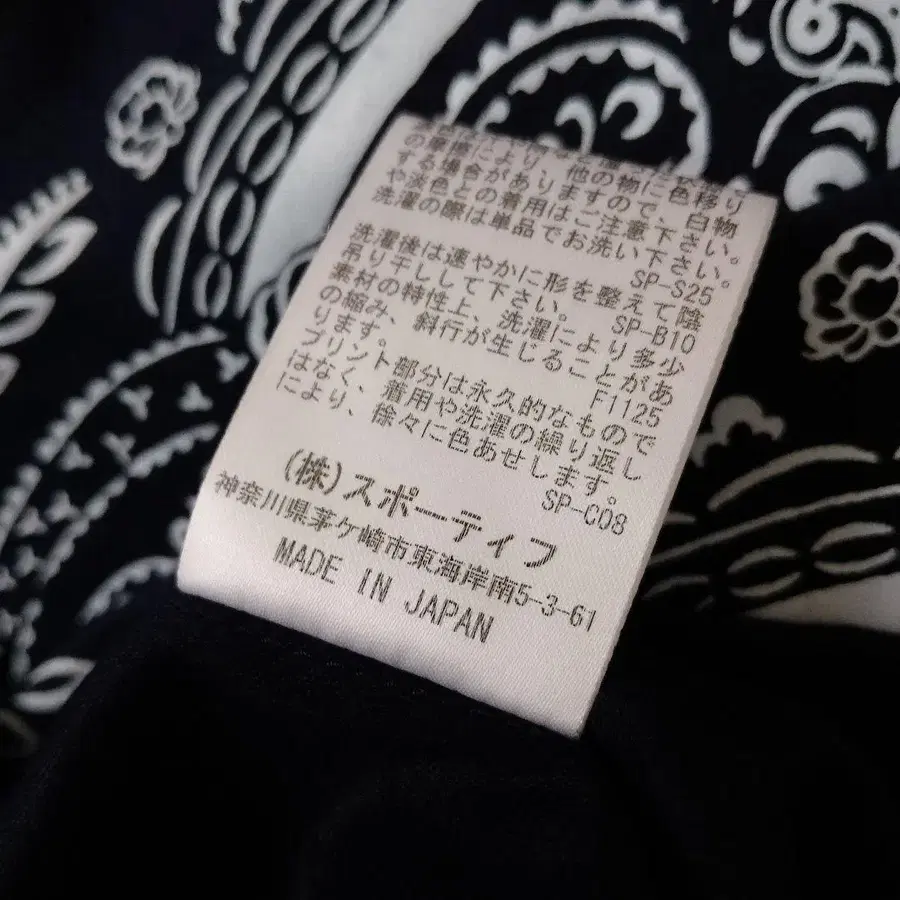 の摩擦により、他の物に色移り
する場合がありますので、白物
や淡色との着用はご注意下さい。
洗濯の際は単品でお洗い下さい。
SP-S25
洗濯後は速やかに形を整えて陰
吊り干しして下さい。
SP-B10
素材の特性上、洗濯により多少
の縮み、斜行が生じることがあ
ります。
F1125
プリント部分は永久的なもので
はなく、着用や洗濯の繰り返し
により、徐々に色あせします。
SP-C08
(株)スポーティフ
神奈川県茅ケ崎市東海岸南5-3-61
MADE IN JAPAN